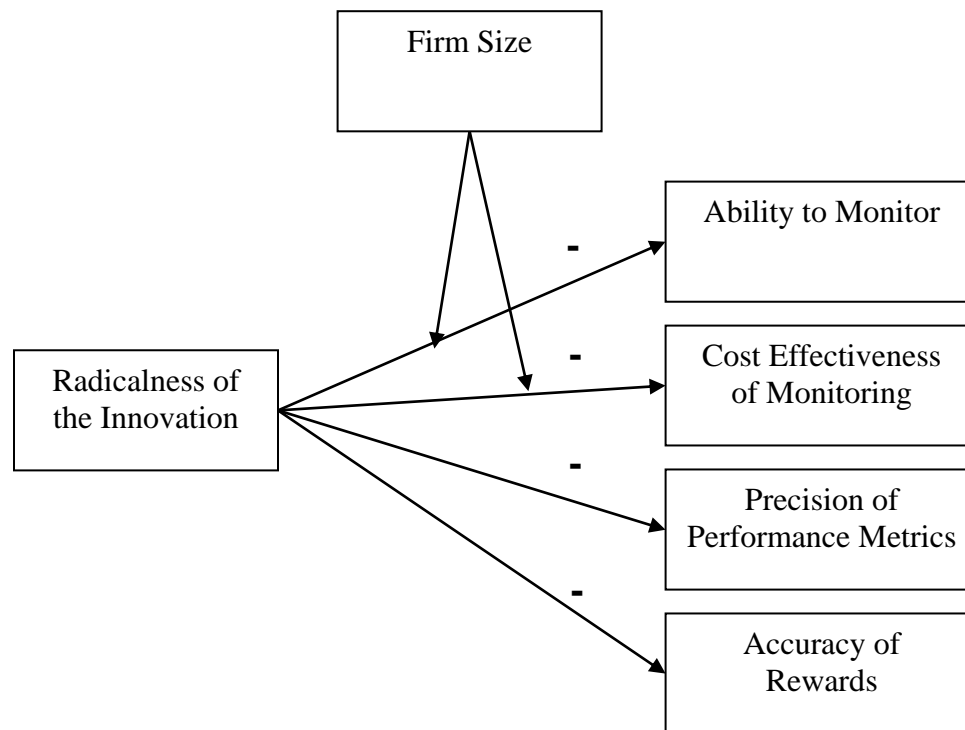 Firm Size
Ability to Monitor
-
Radicalness of
the Innovation
-
Cost Effectiveness
of Monitoring
-
Precision of
Performance Metrics
-
Accuracy of
Rewards